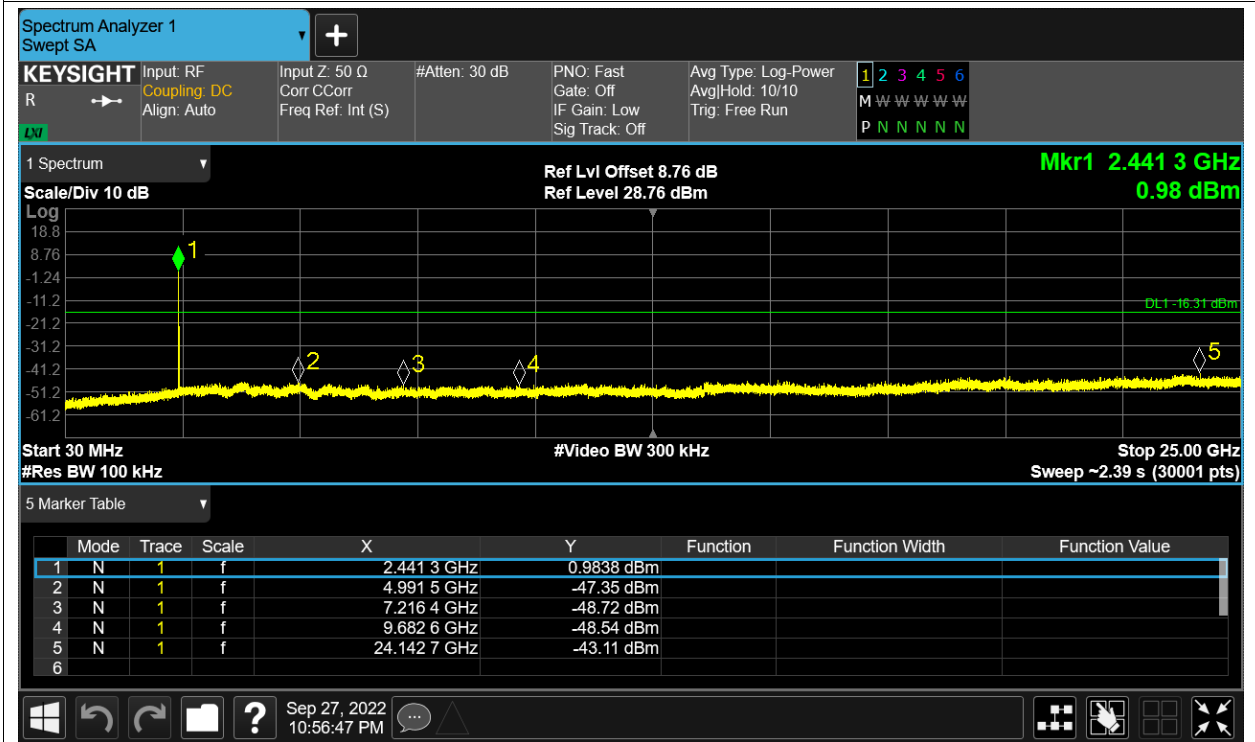 Spectrum Analyzer 1
Swept SA
+
KEYSIGHT
R
LXI
Input: RF
Coupling: DC
Align: Auto
Input Z: 50 Ω
Corr CCorr
Freq Ref: Int (S)
#Atten: 30 dB
PNO: Fast
Gate: Off
IF Gain: Low
Sig Track: Off
Avg Type: Log-Power
Avg|Hold: 10/10
Trig: Free Run
1 2 3 4 5 6
M W W W W W
P N N N N N
1 Spectrum
Scale/Div 10 dB
Ref Lvl Offset 8.76 dB
Ref Level 28.76 dBm
Mkr1 2.441 3 GHz
0.98 dBm
Log
18.8
8.76
-1.24
-11.2
-21.2
-31.2
-41.2
-51.2
-61.2
1
2
3
4
5
DL1 -16.31 dBm
Start 30 MHz
#Res BW 100 kHz
#Video BW 300 kHz
Stop 25.00 GHz
Sweep ~2.39 s (30001 pts)
5 Marker Table
Mode Trace Scale X Y Function Function Width Function Value
1 N 1 f 2.441 3 GHz 0.9838 dBm
2 N 1 f 4.991 5 GHz -47.35 dBm
3 N 1 f 7.216 4 GHz -48.72 dBm
4 N 1 f 9.682 6 GHz -48.54 dBm
5 N 1 f 24.142 7 GHz -43.11 dBm
6
?
Sep 27, 2022
10:56:47 PM